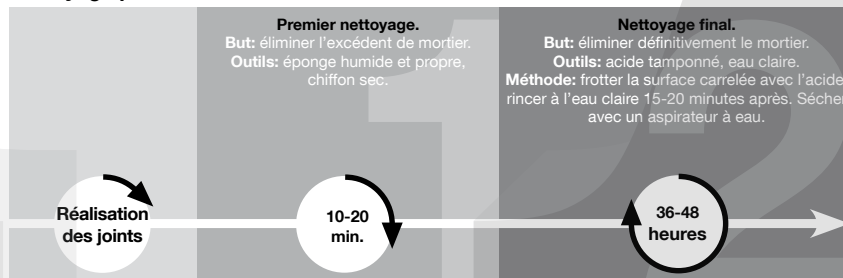 Premier nettoyage.
But: éliminer l'excédent de mortier.
Outils: éponge humide et propre,
chiffon sec.
Nettoyage final.
But: éliminer définitivement le mortier.
Outils: acide tamponné, eau claire.
Méthode: frotter la surface carrelée avec l'acide
rincer à l'eau claire 15-20 minutes après. Sécher
avec un aspirateur à eau.
Réalisation
des joints
10-20
min.
36-48
heures
1
2